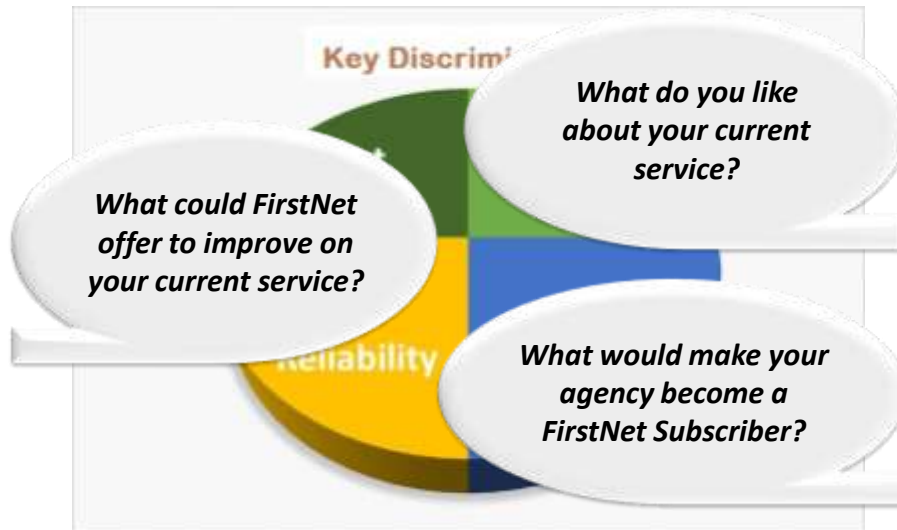 Key
What do you like
about your current
service?
What could FirstNet
offer to improve on
your current service?
Reliability
What would make your
agency become a
FirstNet Subscriber?